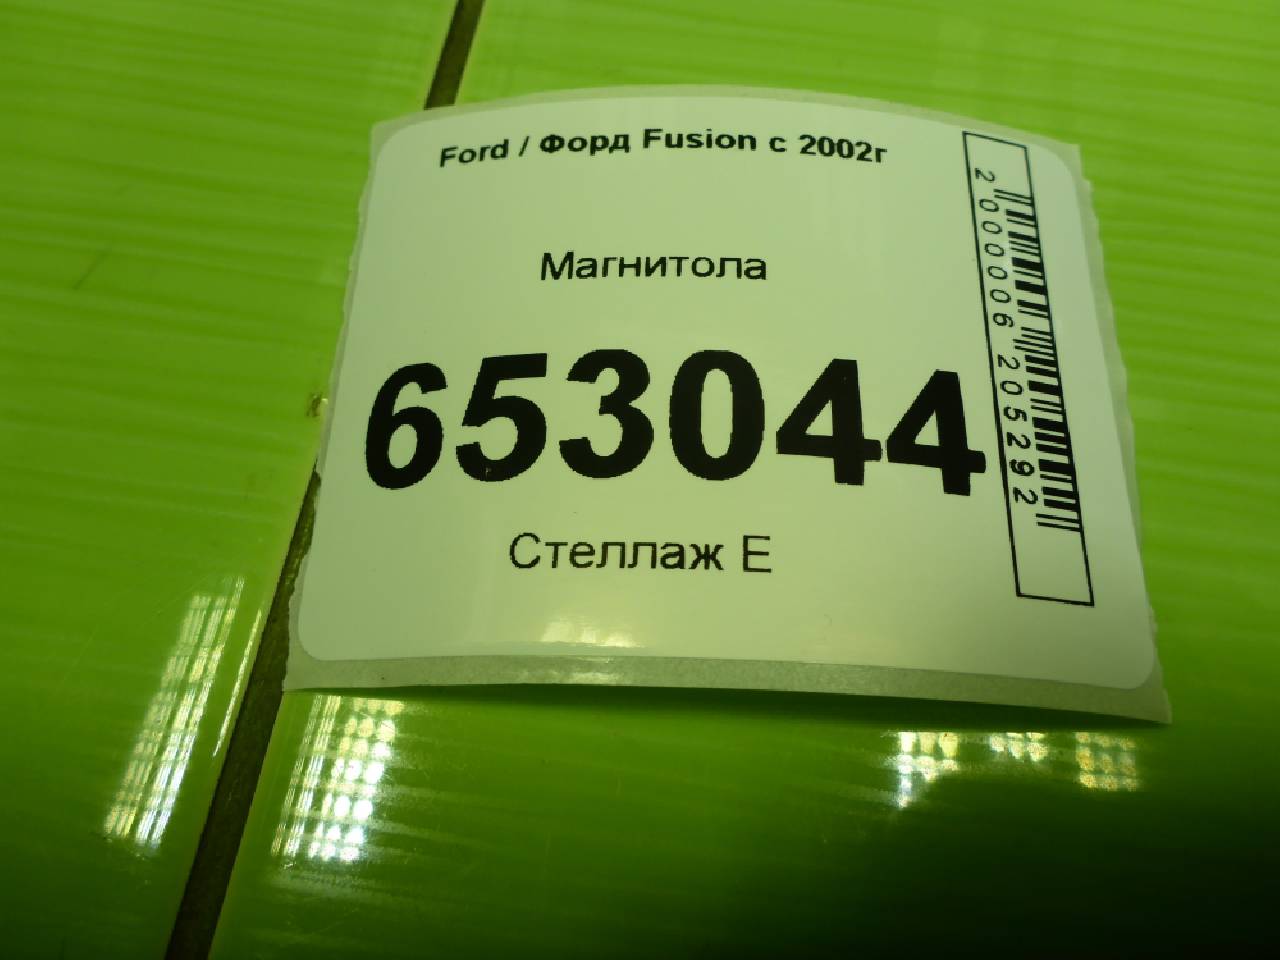 Ford / Форд Fusion с 2002г
Магнитола
653044
Стеллаж Е
2000006205292